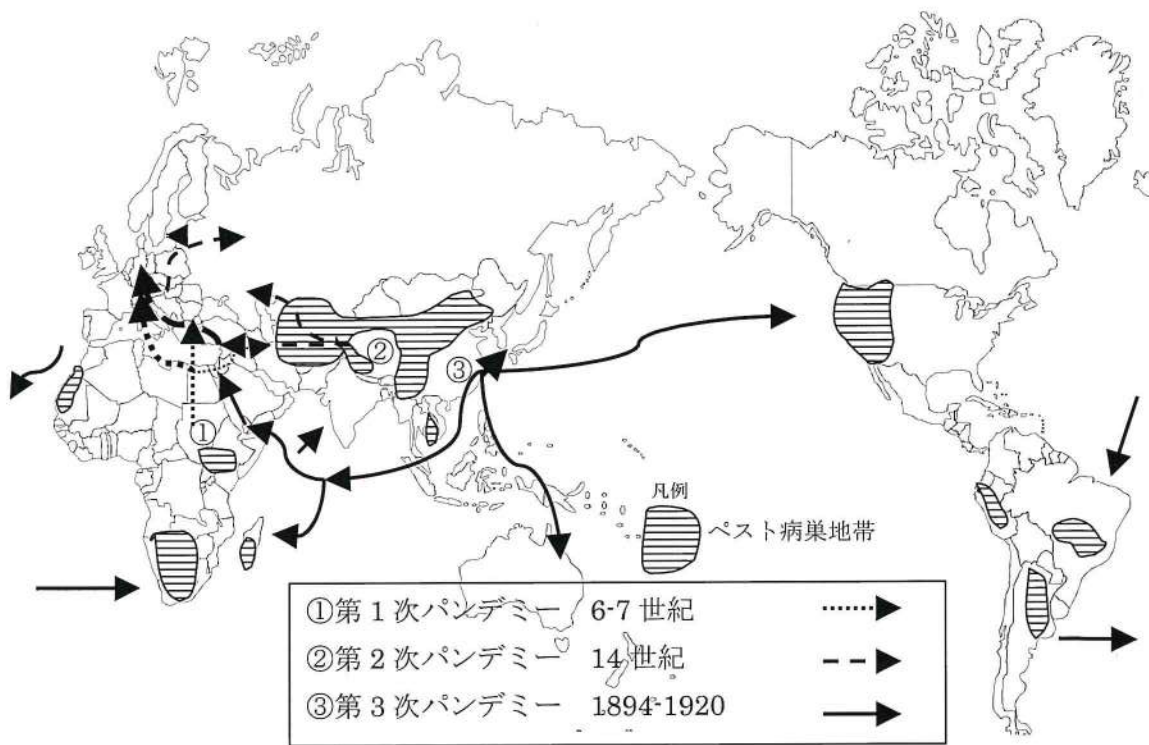 ②
③
①
凡例
ペスト病巣地帯
①第1次パンデミー 6-7 世紀
②第2次パンデミー 14 世紀
③第3次パンデミー 1894-1920